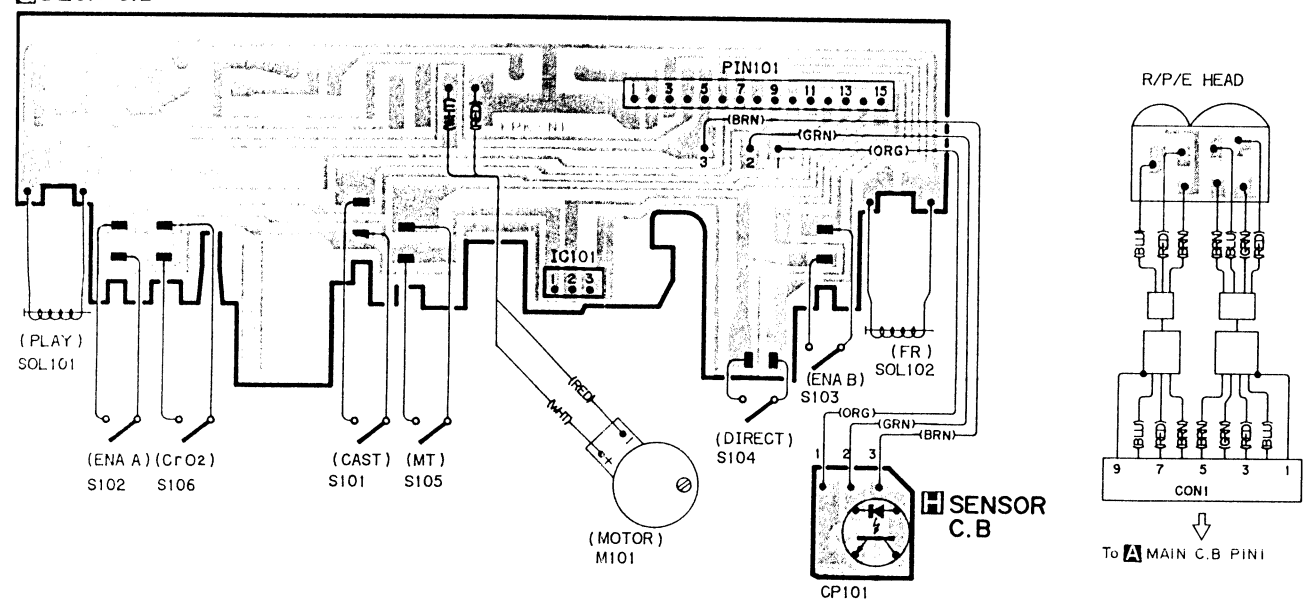 PIN101
1 3 5 7 9 11 13 15
(WHT)
(RED)
(BRN)
(GRN)
(ORG)
3 2 1
IC101
1 2 3
(PLAY)
SOL101
(ENA A)
S102
(CrO2)
S106
(CAST)
S101
(MT)
S105
(RED)
(WHT)
+
−
(MOTOR)
M101
(DIRECT)
S104
(ENA B)
S103
(FR)
SOL102
(ORG)
(GRN)
(BRN)
1 2 3
H SENSOR
C.B
CP101
R/P/E HEAD
(BLU) (RED) (BRN) (BRN) (BLU) (GRN) (RED)
(BLU) (RED) (BRN) (BRN) (GRN) (RED) (BLU)
9 7 5 3 1
CON1
To A MAIN C.B PIN1